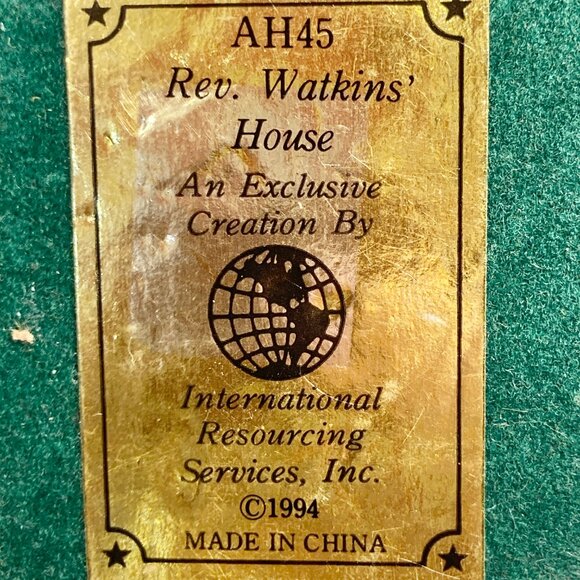 AH45
Rev. Watkins'
House
An Exclusive
Creation By
International
Resourcing
Services, Inc.
©1994
MADE IN CHINA